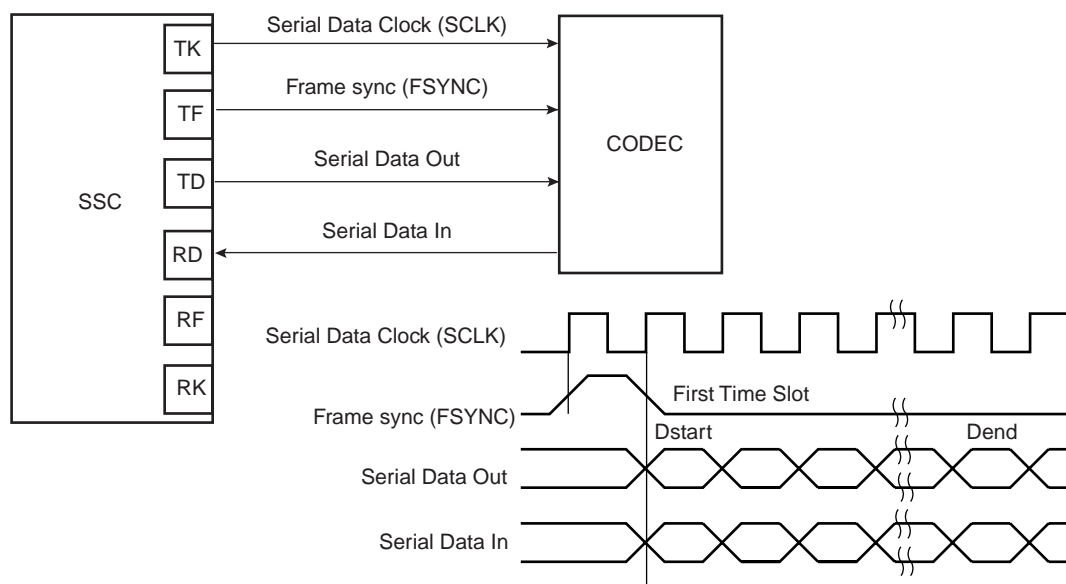 Serial Data Clock (SCLK)
TK
Frame sync (FSYNC)
TF
CODEC
Serial Data Out
TD
SSC
Serial Data In
RD
RF
Serial Data Clock (SCLK)
RK
First Time Slot
Frame sync (FSYNC)
Dstart
Dend
Serial Data Out
Serial Data In